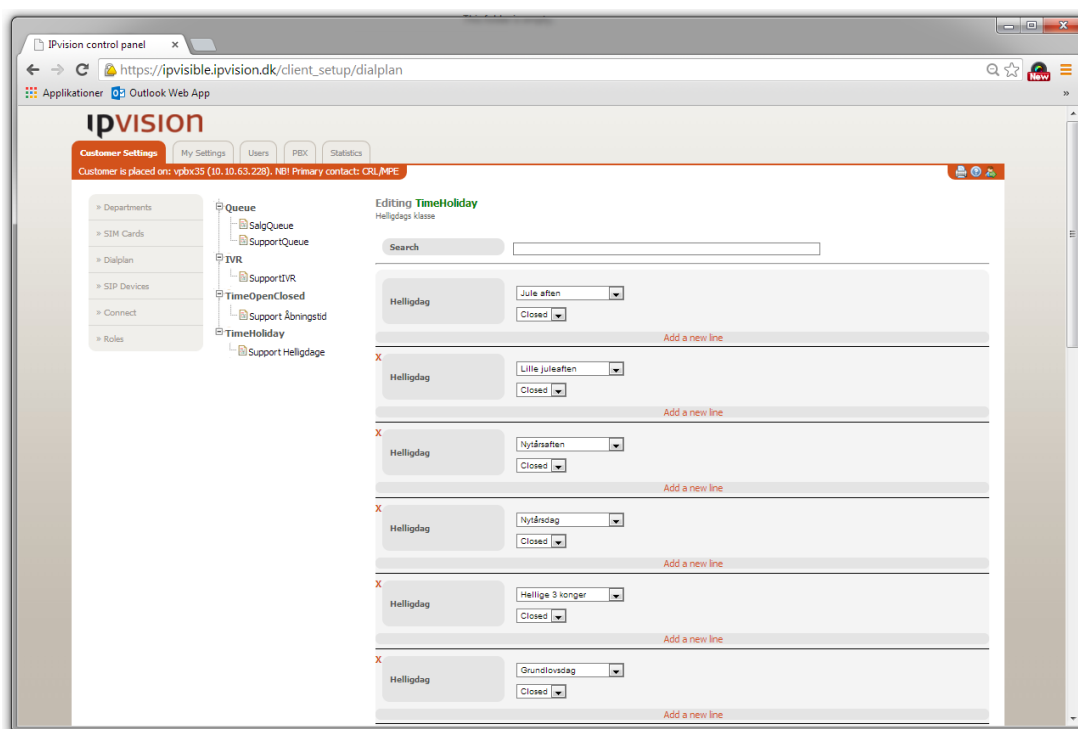 IPvision control panel
https://ipvisible.ipvision.dk/client_setup/dialplan
New
Applikationer
Outlook Web App
»
IPVISION
Customer Settings
My Settings
Users
PBX
Statistics
Customer is placed on: vpbx35 (10.10.63.228). NB! Primary contact: CRL/MPE
» Departments
» SIM Cards
» Dialplan
» SIP Devices
» Connect
» Roles
Queue
SalgQueue
SupportQueue
IVR
SupportIVR
TimeOpenClosed
Support Åbningstid
TimeHoliday
Support Helligdage
Editing TimeHoliday
Helligdags klasse
Search
Helligdag
Jule aften
Closed
Add a new line
X
Helligdag
Lille juleaften
Closed
Add a new line
X
Helligdag
Nytårsaften
Closed
Add a new line
X
Helligdag
Nytårsdag
Closed
Add a new line
X
Helligdag
Hellige 3 konger
Closed
Add a new line
X
Helligdag
Grundlovsdag
Closed
Add a new line